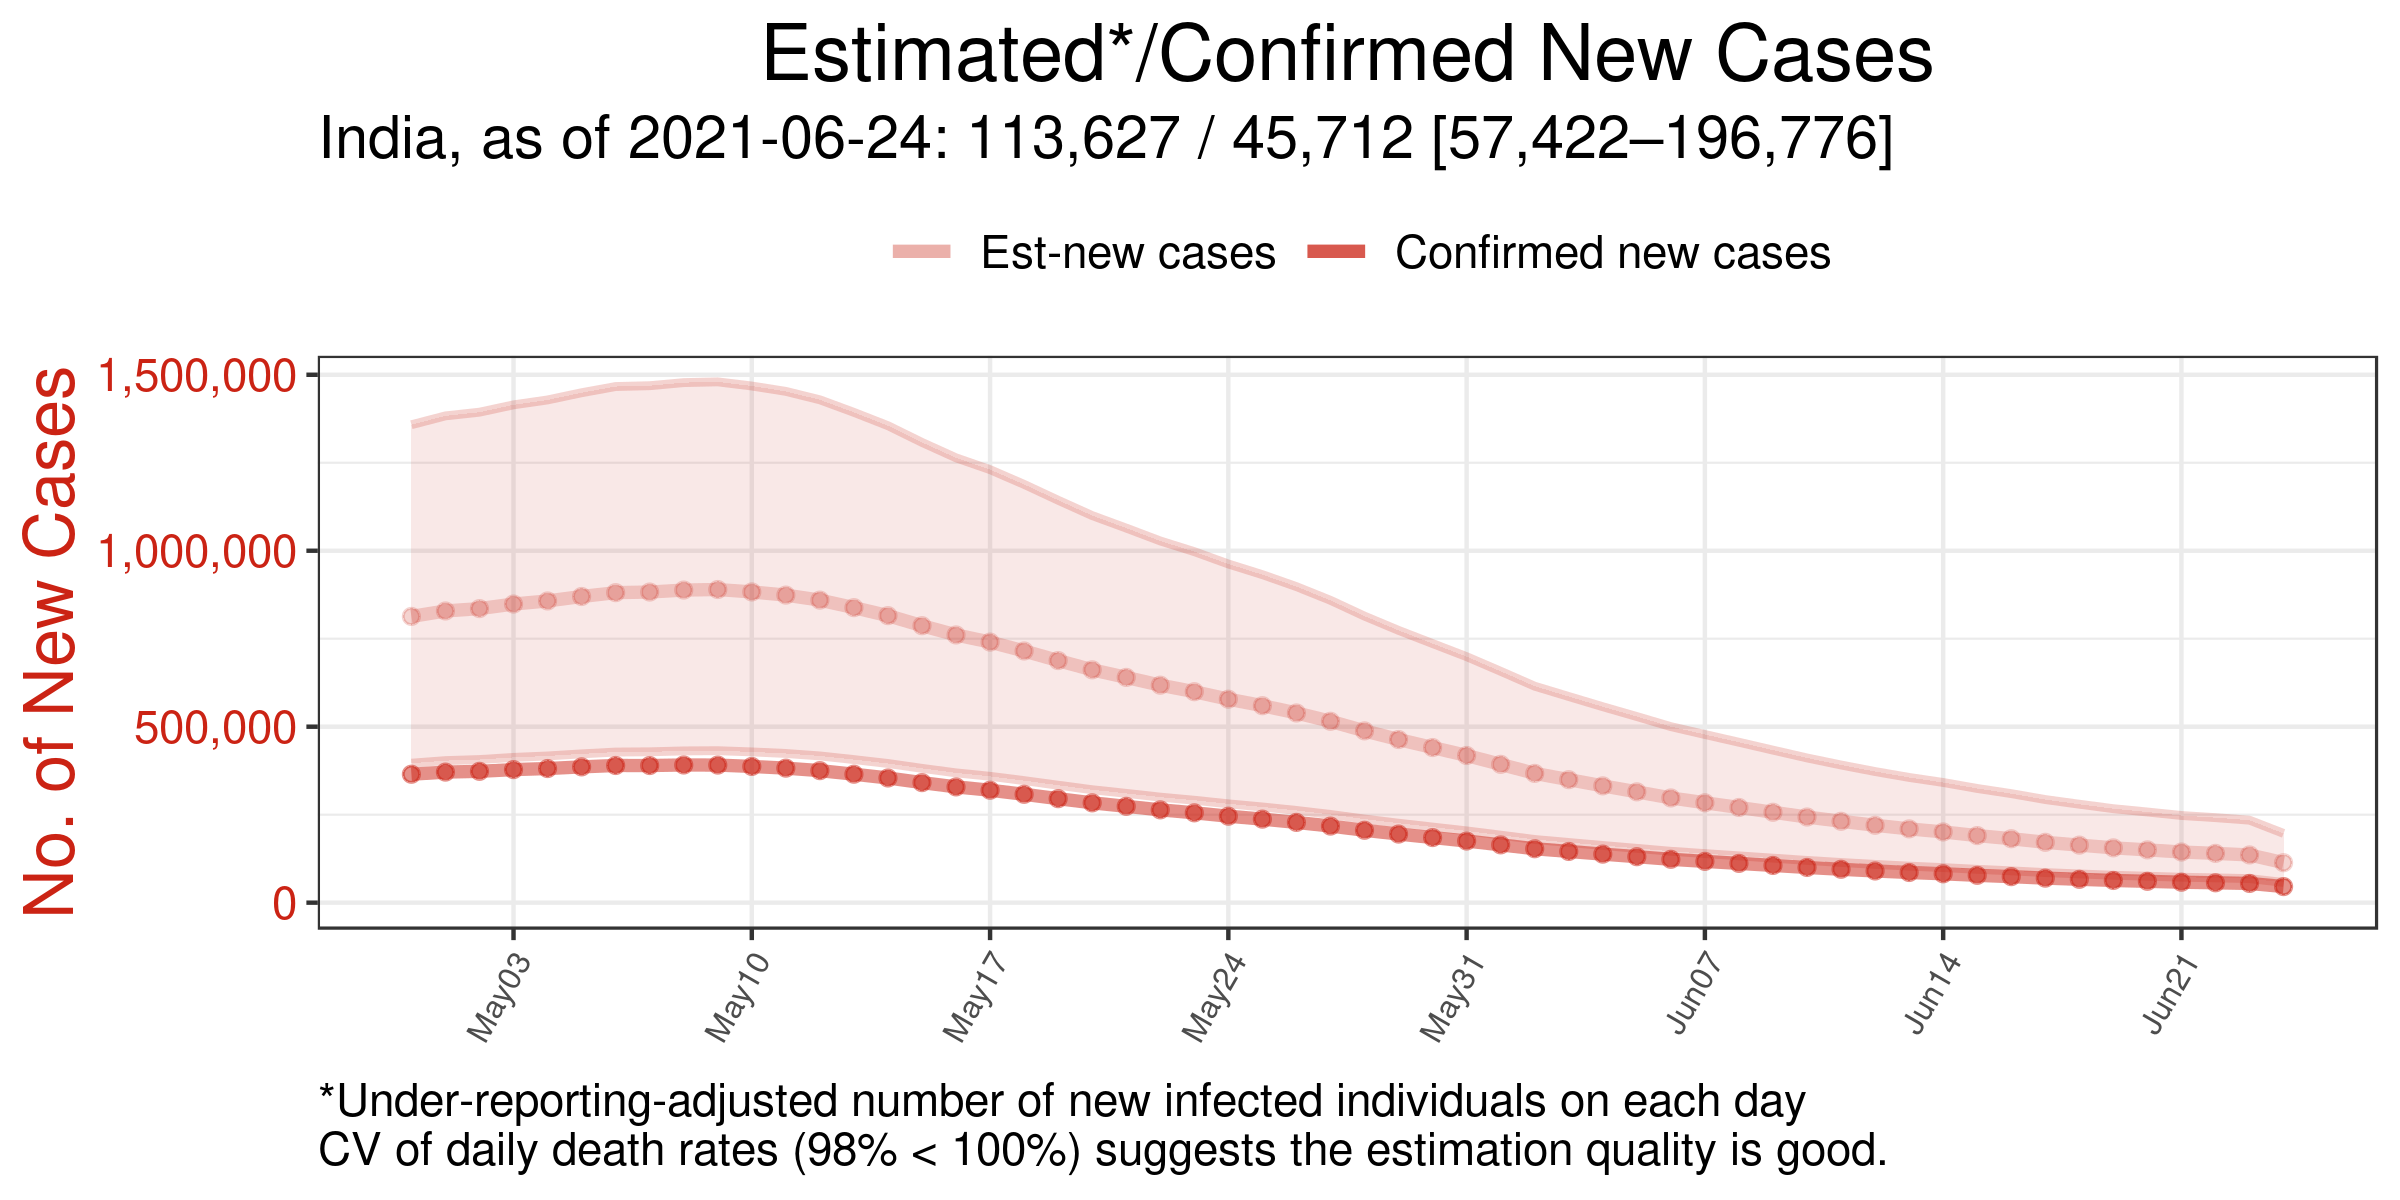 Estimated*/Confirmed New Cases
India, as of 2021-06-24: 113,627 / 45,712 [57,422–196,776]
Est-new cases Confirmed new cases
No. of New Cases
1,500,000
1,000,000
500,000
0
May03 May10 May17 May24 May31 Jun07 Jun14 Jun21
*Under-reporting-adjusted number of new infected individuals on each day
CV of daily death rates (98% < 100%) suggests the estimation quality is good.